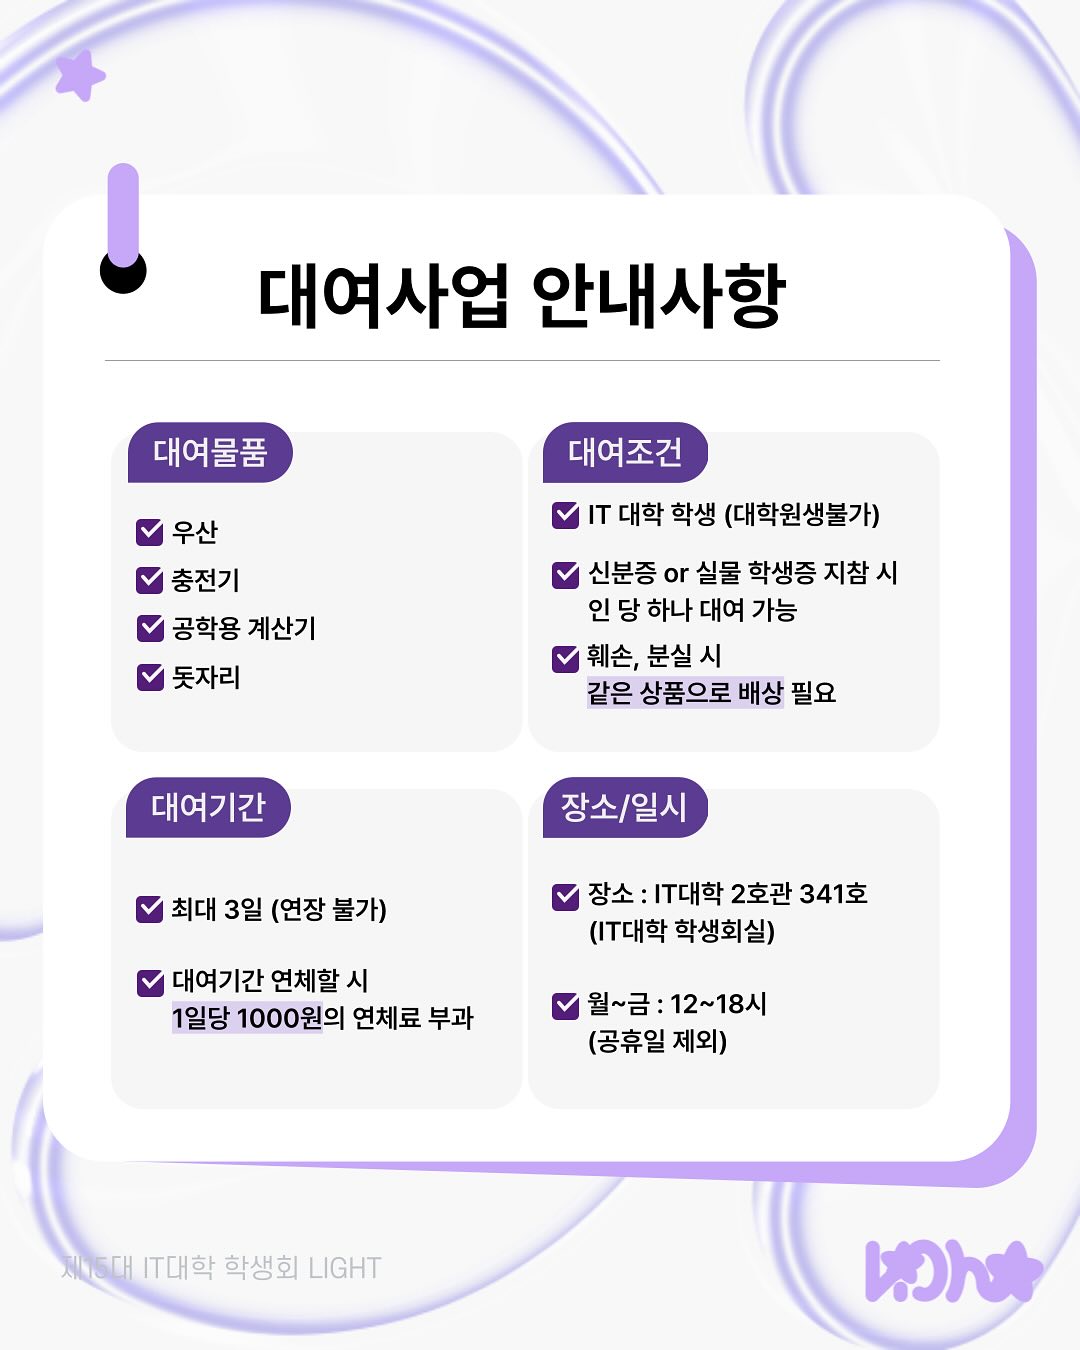 대여사업 안내사항
대여물품
우산
충전기
공학용 계산기
돗자리
대여조건
IT 대학 학생 (대학원생불가)
신분증 or 실물 학생증 지참 시
인 당 하나 대여 가능
훼손, 분실 시
같은 상품으로 배상 필요
대여기간
최대 3일 (연장 불가)
대여기간 연체할 시
1일당 1000원의 연체료 부과
장소/일시
장소 : IT대학 2호관 341호
(IT대학 학생회실)
월~금 : 12~18시
(공휴일 제외)
제15대 IT대학 학생회 LIGHT